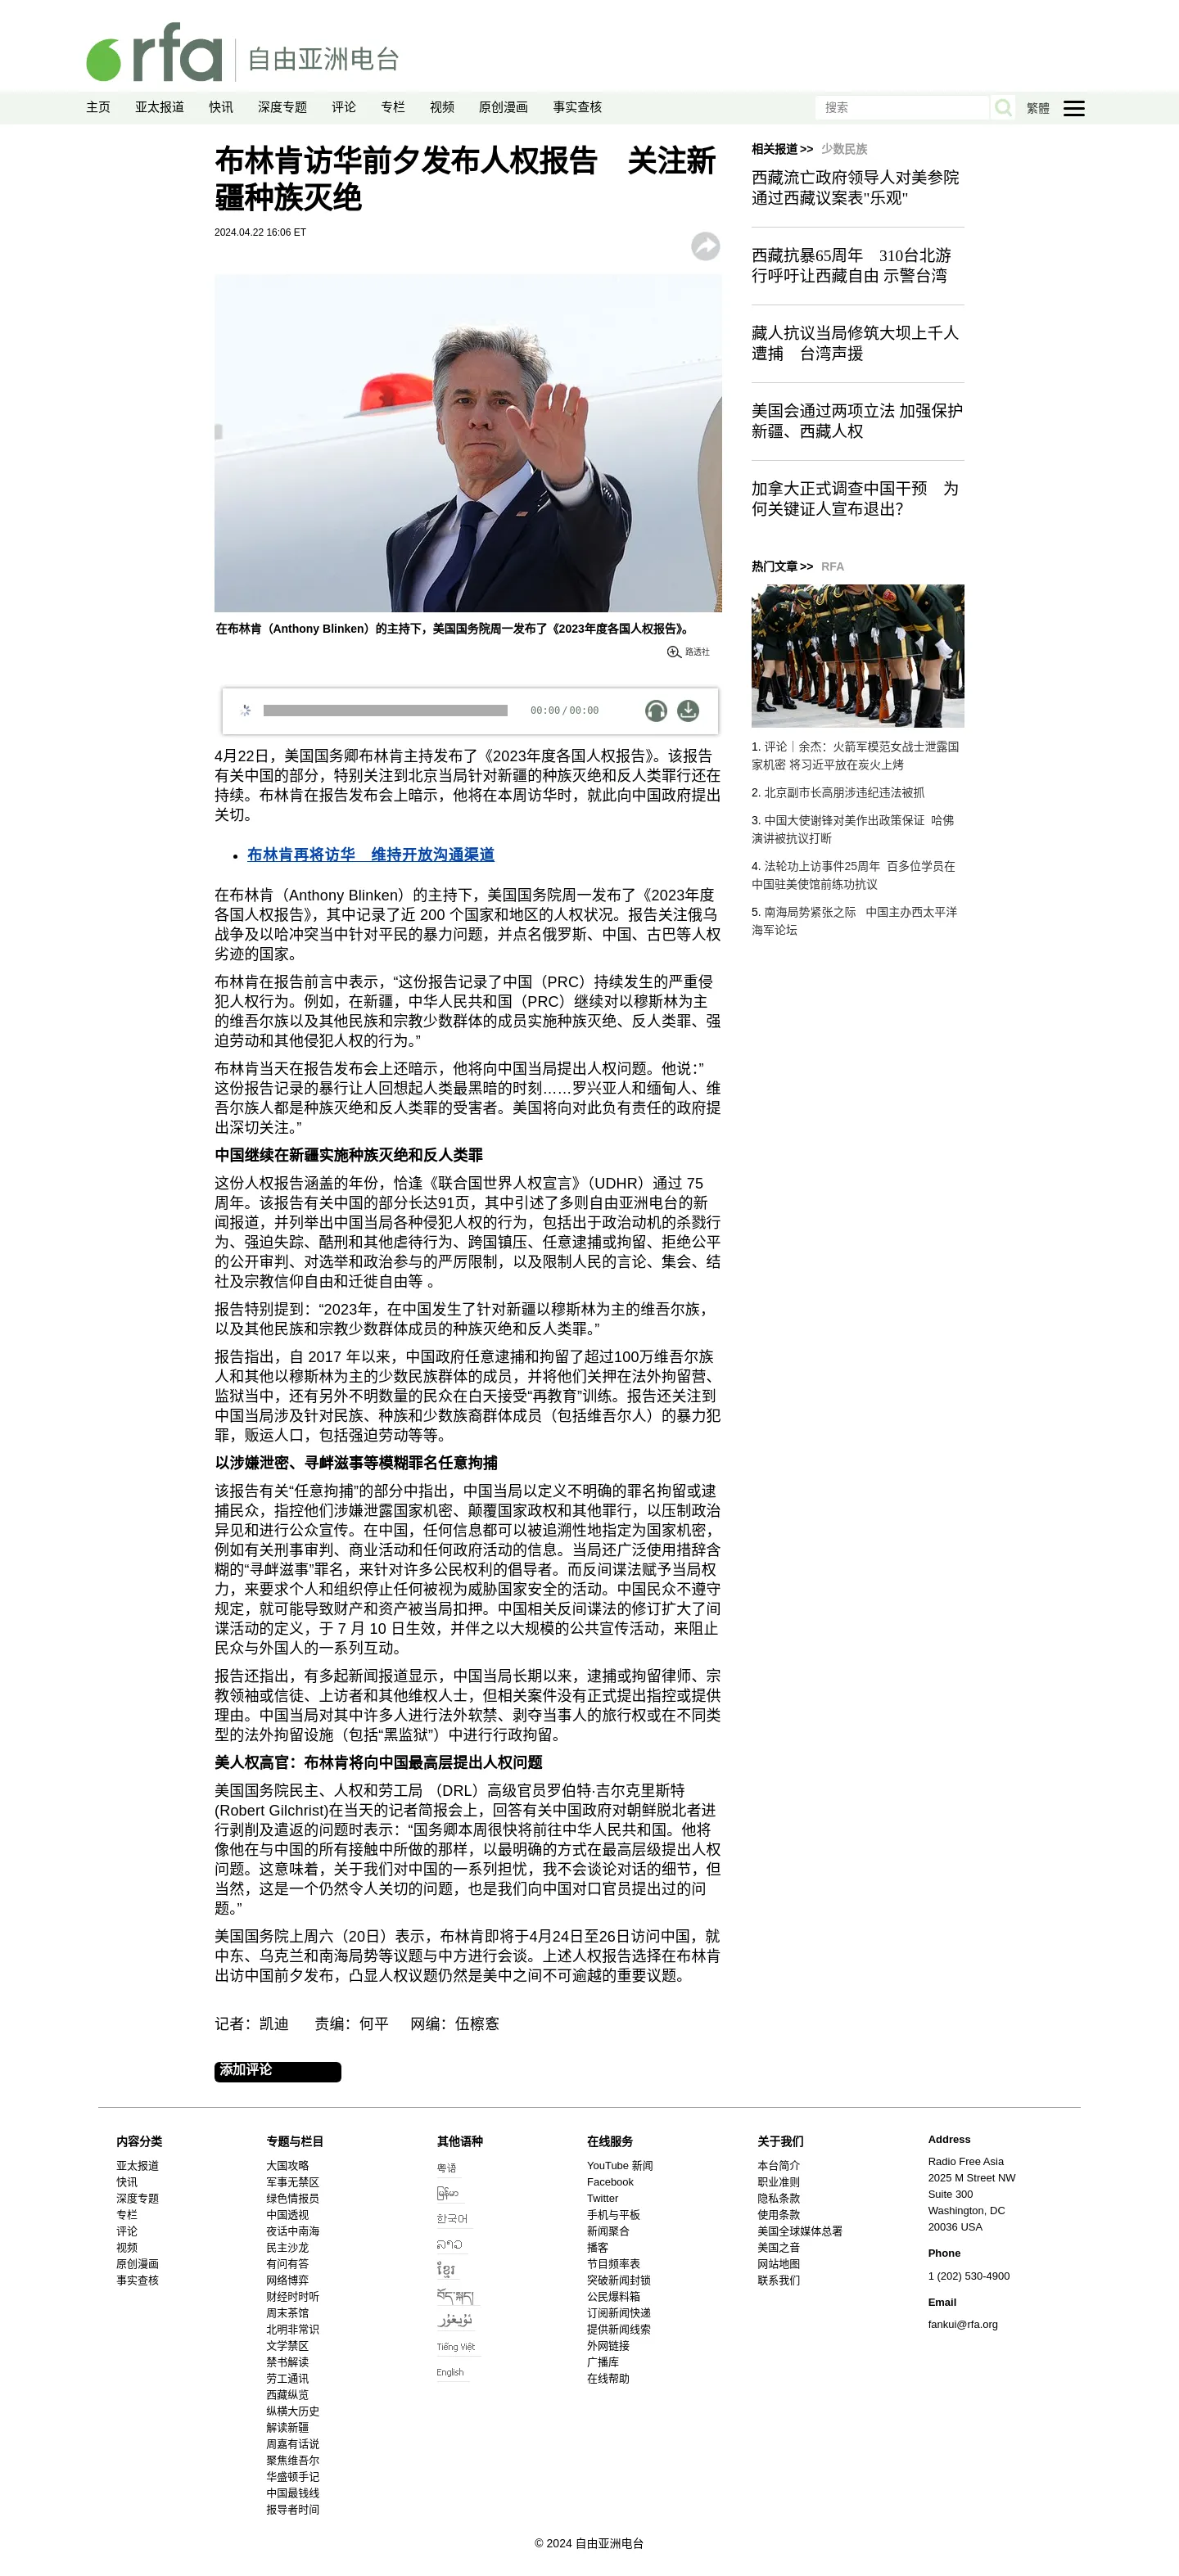 rfa 自由亚洲电台
主页 亚太报道 快讯 深度专题 评论 专栏 视频 原创漫画 事实查核 搜索 繁體
布林肯访华前夕发布人权报告　关注新
疆种族灭绝
2024.04.22 16:06 ET
在布林肯（Anthony Blinken）的主持下，美国国务院周一发布了《2023年度各国人权报告》。
路透社
00:00/00:00
4月22日，美国国务卿布林肯主持发布了《2023年度各国人权报告》。该报告
有关中国的部分，特别关注到北京当局针对新疆的种族灭绝和反人类罪行还在
持续。布林肯在报告发布会上暗示，他将在本周访华时，就此向中国政府提出
关切。
布林肯再将访华　维持开放沟通渠道
在布林肯（Anthony Blinken）的主持下，美国国务院周一发布了《2023年度
各国人权报告》，其中记录了近 200 个国家和地区的人权状况。报告关注俄乌
战争及以哈冲突当中针对平民的暴力问题，并点名俄罗斯、中国、古巴等人权
劣迹的国家。
布林肯在报告前言中表示，“这份报告记录了中国（PRC）持续发生的严重侵
犯人权行为。例如，在新疆，中华人民共和国（PRC）继续对以穆斯林为主
的维吾尔族以及其他民族和宗教少数群体的成员实施种族灭绝、反人类罪、强
迫劳动和其他侵犯人权的行为。”
布林肯当天在报告发布会上还暗示，他将向中国当局提出人权问题。他说：”
这份报告记录的暴行让人回想起人类最黑暗的时刻……罗兴亚人和缅甸人、维
吾尔族人都是种族灭绝和反人类罪的受害者。美国将向对此负有责任的政府提
出深切关注。”
中国继续在新疆实施种族灭绝和反人类罪
这份人权报告涵盖的年份，恰逢《联合国世界人权宣言》（UDHR）通过 75
周年。该报告有关中国的部分长达91页，其中引述了多则自由亚洲电台的新
闻报道，并列举出中国当局各种侵犯人权的行为，包括出于政治动机的杀戮行
为、强迫失踪、酷刑和其他虐待行为、跨国镇压、任意逮捕或拘留、拒绝公平
的公开审判、对选举和政治参与的严厉限制，以及限制人民的言论、集会、结
社及宗教信仰自由和迁徙自由等 。
报告特别提到：“2023年，在中国发生了针对新疆以穆斯林为主的维吾尔族，
以及其他民族和宗教少数群体成员的种族灭绝和反人类罪。”
报告指出，自 2017 年以来，中国政府任意逮捕和拘留了超过100万维吾尔族
人和其他以穆斯林为主的少数民族群体的成员，并将他们关押在法外拘留营、
监狱当中，还有另外不明数量的民众在白天接受“再教育”训练。报告还关注到
中国当局涉及针对民族、种族和少数族裔群体成员（包括维吾尔人）的暴力犯
罪，贩运人口，包括强迫劳动等等。
以涉嫌泄密、寻衅滋事等模糊罪名任意拘捕
该报告有关“任意拘捕”的部分中指出，中国当局以定义不明确的罪名拘留或逮
捕民众，指控他们涉嫌泄露国家机密、颠覆国家政权和其他罪行，以压制政治
异见和进行公众宣传。在中国，任何信息都可以被追溯性地指定为国家机密，
例如有关刑事审判、商业活动和任何政府活动的信息。当局还广泛使用措辞含
糊的“寻衅滋事”罪名，来针对许多公民权利的倡导者。而反间谍法赋予当局权
力，来要求个人和组织停止任何被视为威胁国家安全的活动。中国民众不遵守
规定，就可能导致财产和资产被当局扣押。中国相关反间谍法的修订扩大了间
谍活动的定义，于 7 月 10 日生效，并伴之以大规模的公共宣传活动，来阻止
民众与外国人的一系列互动。
报告还指出，有多起新闻报道显示，中国当局长期以来，逮捕或拘留律师、宗
教领袖或信徒、上访者和其他维权人士，但相关案件没有正式提出指控或提供
理由。中国当局对其中许多人进行法外软禁、剥夺当事人的旅行权或在不同类
型的法外拘留设施（包括“黑监狱”）中进行行政拘留。
美人权高官：布林肯将向中国最高层提出人权问题
美国国务院民主、人权和劳工局 （DRL）高级官员罗伯特·吉尔克里斯特
(Robert Gilchrist)在当天的记者简报会上，回答有关中国政府对朝鲜脱北者进
行剥削及遣返的问题时表示：“国务卿本周很快将前往中华人民共和国。他将
像他在与中国的所有接触中所做的那样，以最明确的方式在最高层级提出人权
问题。这意味着，关于我们对中国的一系列担忧，我不会谈论对话的细节，但
当然，这是一个仍然令人关切的问题，也是我们向中国对口官员提出过的问
题。”
美国国务院上周六（20日）表示，布林肯即将于4月24日至26日访问中国，就
中东、乌克兰和南海局势等议题与中方进行会谈。上述人权报告选择在布林肯
出访中国前夕发布，凸显人权议题仍然是美中之间不可逾越的重要议题。
记者：凯迪 责编：何平 网编：伍檫愙
添加评论
相关报道 >> 少数民族
西藏流亡政府领导人对美参院
通过西藏议案表"乐观"
西藏抗暴65周年　310台北游
行呼吁让西藏自由 示警台湾
藏人抗议当局修筑大坝上千人
遭捕　台湾声援
美国会通过两项立法 加强保护
新疆、西藏人权
加拿大正式调查中国干预　为
何关键证人宣布退出？
热门文章 >> RFA
1. 评论｜余杰：火箭军模范女战士泄露国
家机密 将习近平放在炭火上烤
2. 北京副市长高朋涉违纪违法被抓
3. 中国大使谢锋对美作出政策保证 哈佛
演讲被抗议打断
4. 法轮功上访事件25周年 百多位学员在
中国驻美使馆前练功抗议
5. 南海局势紧张之际 中国主办西太平洋
海军论坛
内容分类
亚太报道
快讯
深度专题
专栏
评论
视频
原创漫画
事实查核
专题与栏目
大国攻略
军事无禁区
绿色情报员
中国透视
夜话中南海
民主沙龙
有问有答
网络博弈
财经时时听
周末茶馆
北明非常识
文学禁区
禁书解读
劳工通讯
西藏纵览
纵横大历史
解读新疆
周嘉有话说
聚焦维吾尔
华盛顿手记
中国最钱线
报导者时间
其他语种
粤语
မြန်မာ
한국어
ລາວ
ខ្មែរ
བོད་སྐད།
ئۇيغۇر
Tiếng Việt
English
在线服务
YouTube 新闻
Facebook
Twitter
手机与平板
新闻聚合
播客
节目频率表
突破新闻封锁
公民爆料箱
订阅新闻快递
提供新闻线索
外网链接
广播库
在线帮助
关于我们
本台简介
职业准则
隐私条款
使用条款
美国全球媒体总署
美国之音
网站地图
联系我们
Address
Radio Free Asia
2025 M Street NW
Suite 300
Washington, DC
20036 USA
Phone
1 (202) 530-4900
Email
fankui@rfa.org
© 2024 自由亚洲电台